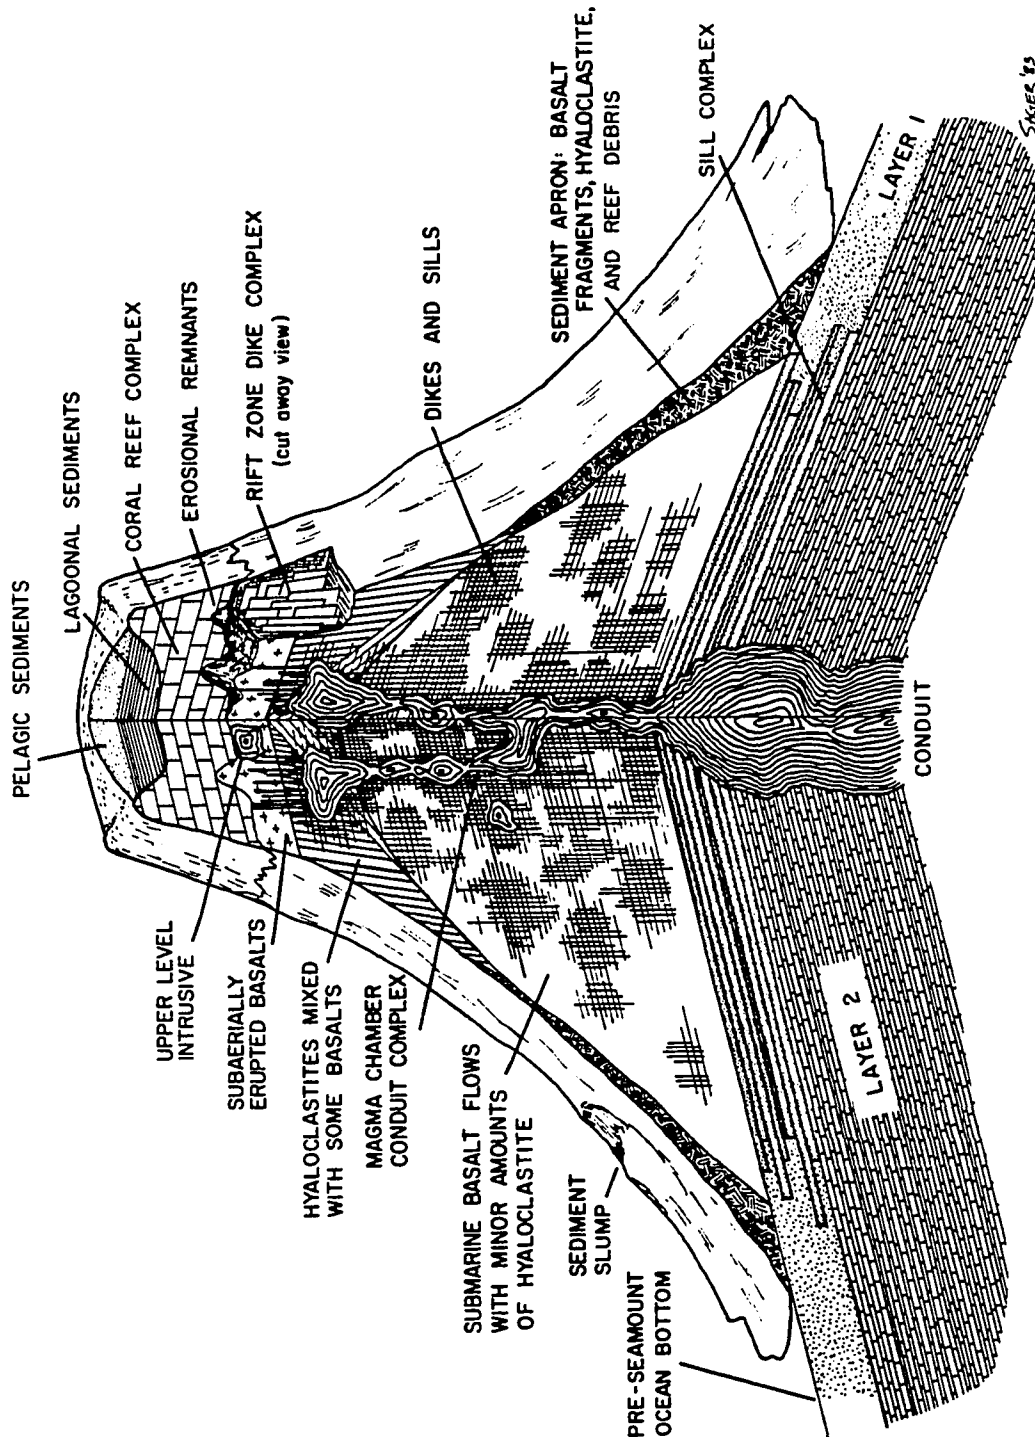 PELAGIC SEDIMENTS
LAGOONAL SEDIMENTS
CORAL REEF COMPLEX
EROSIONAL REMNANTS
RIFT ZONE DIKE COMPLEX
(cut away view)
DIKES AND SILLS
SEDIMENT APRON: BASALT
FRAGMENTS, HYALOCLASTITE,
AND REEF DEBRIS
SILL COMPLEX
LAYER 1
UPPER LEVEL
INTRUSIVE
SUBAERIALLY
ERUPTED BASALTS
HYALOCLASTITES MIXED
WITH SOME BASALTS
MAGMA CHAMBER
CONDUIT COMPLEX
SUBMARINE BASALT FLOWS
WITH MINOR AMOUNTS
OF HYALOCLASTITE
SEDIMENT
SLUMP
PRE-SEAMOUNT
OCEAN BOTTOM
LAYER 2
CONDUIT
SAGER '83